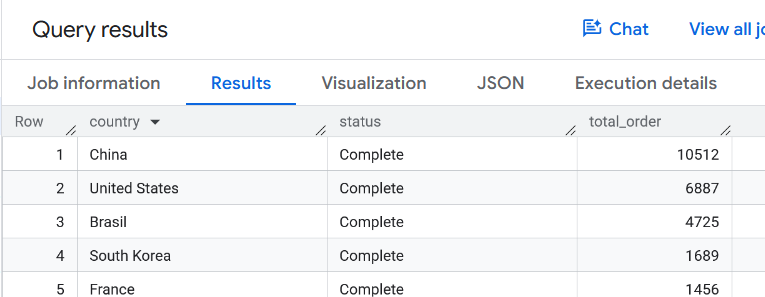 Query results Chat View all jo
Job information Results Visualization JSON Execution details
Row country status total_order
1 China Complete 10512
2 United States Complete 6887
3 Brasil Complete 4725
4 South Korea Complete 1689
5 France Complete 1456